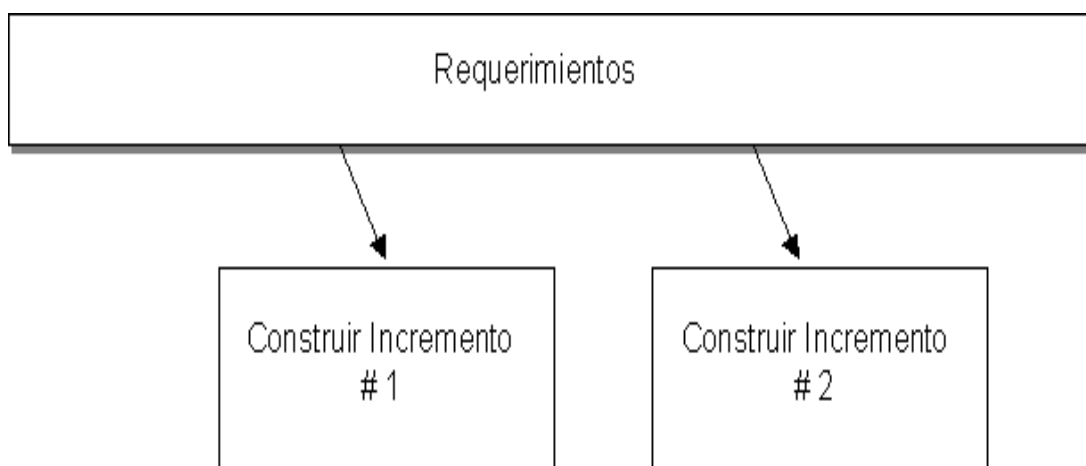 Requerimientos
Construir Incremento
# 1
Construir Incremento
# 2